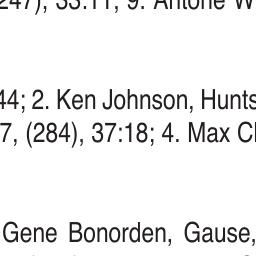 247), 33:11; 9. Antone W
44; 2. Ken Johnson, Hunts
7, (284), 37:18; 4. Max Cl
Gene Bonorden, Gause,